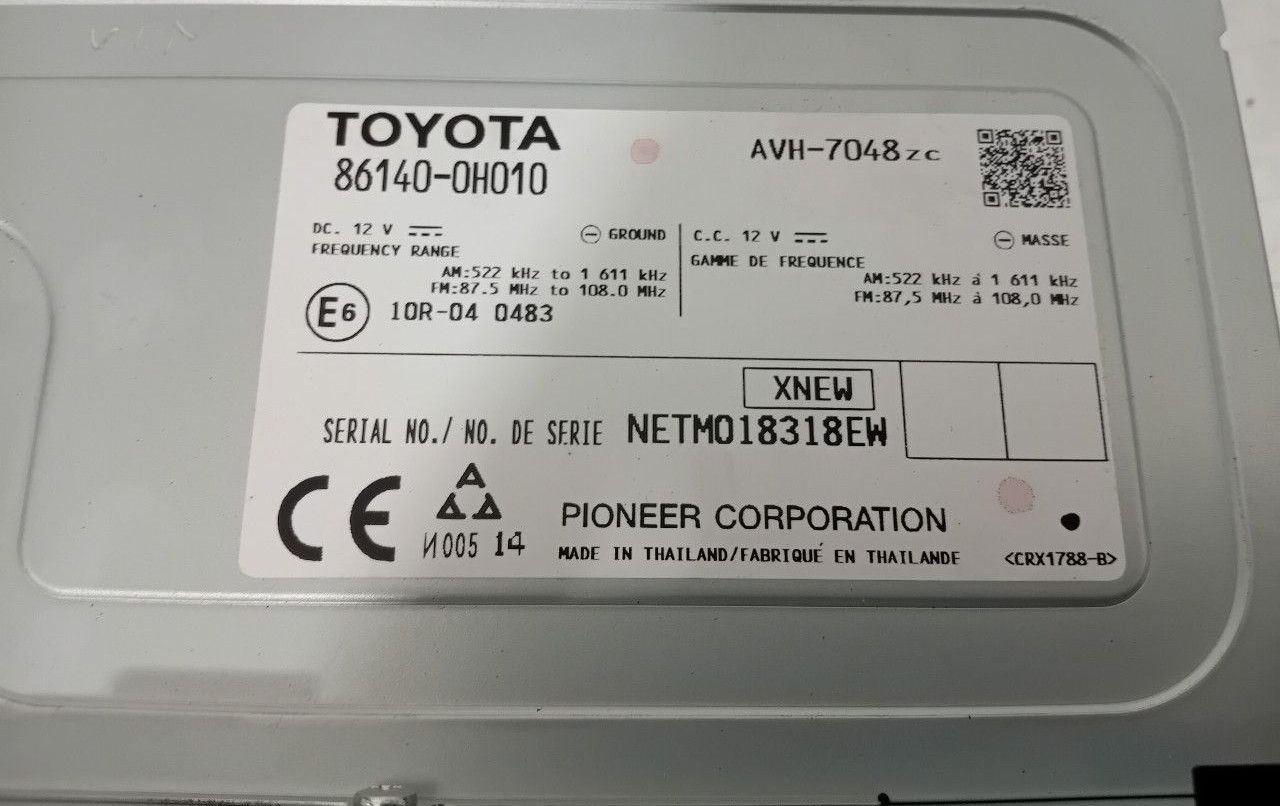 TOYOTA
86140-0H010
AVH-7048zc
DC. 12 V
GROUND
FREQUENCY RANGE
AM:522 kHz to 1 611 kHz
FM:87.5 MHz to 108.0 MHz
C.C. 12 V
MASSE
GAMME DE FREQUENCE
AM:522 kHz à 1 611 kHz
FM:87,5 MHz à 108,0 MHz
E6 10R-04 0483
XNEW
SERIAL NO./ NO. DE SERIE NETM018318EW
CE
И005 14
PIONEER CORPORATION
MADE IN THAILAND/FABRIQUÉ EN THAILANDE
<CRX1788-B>